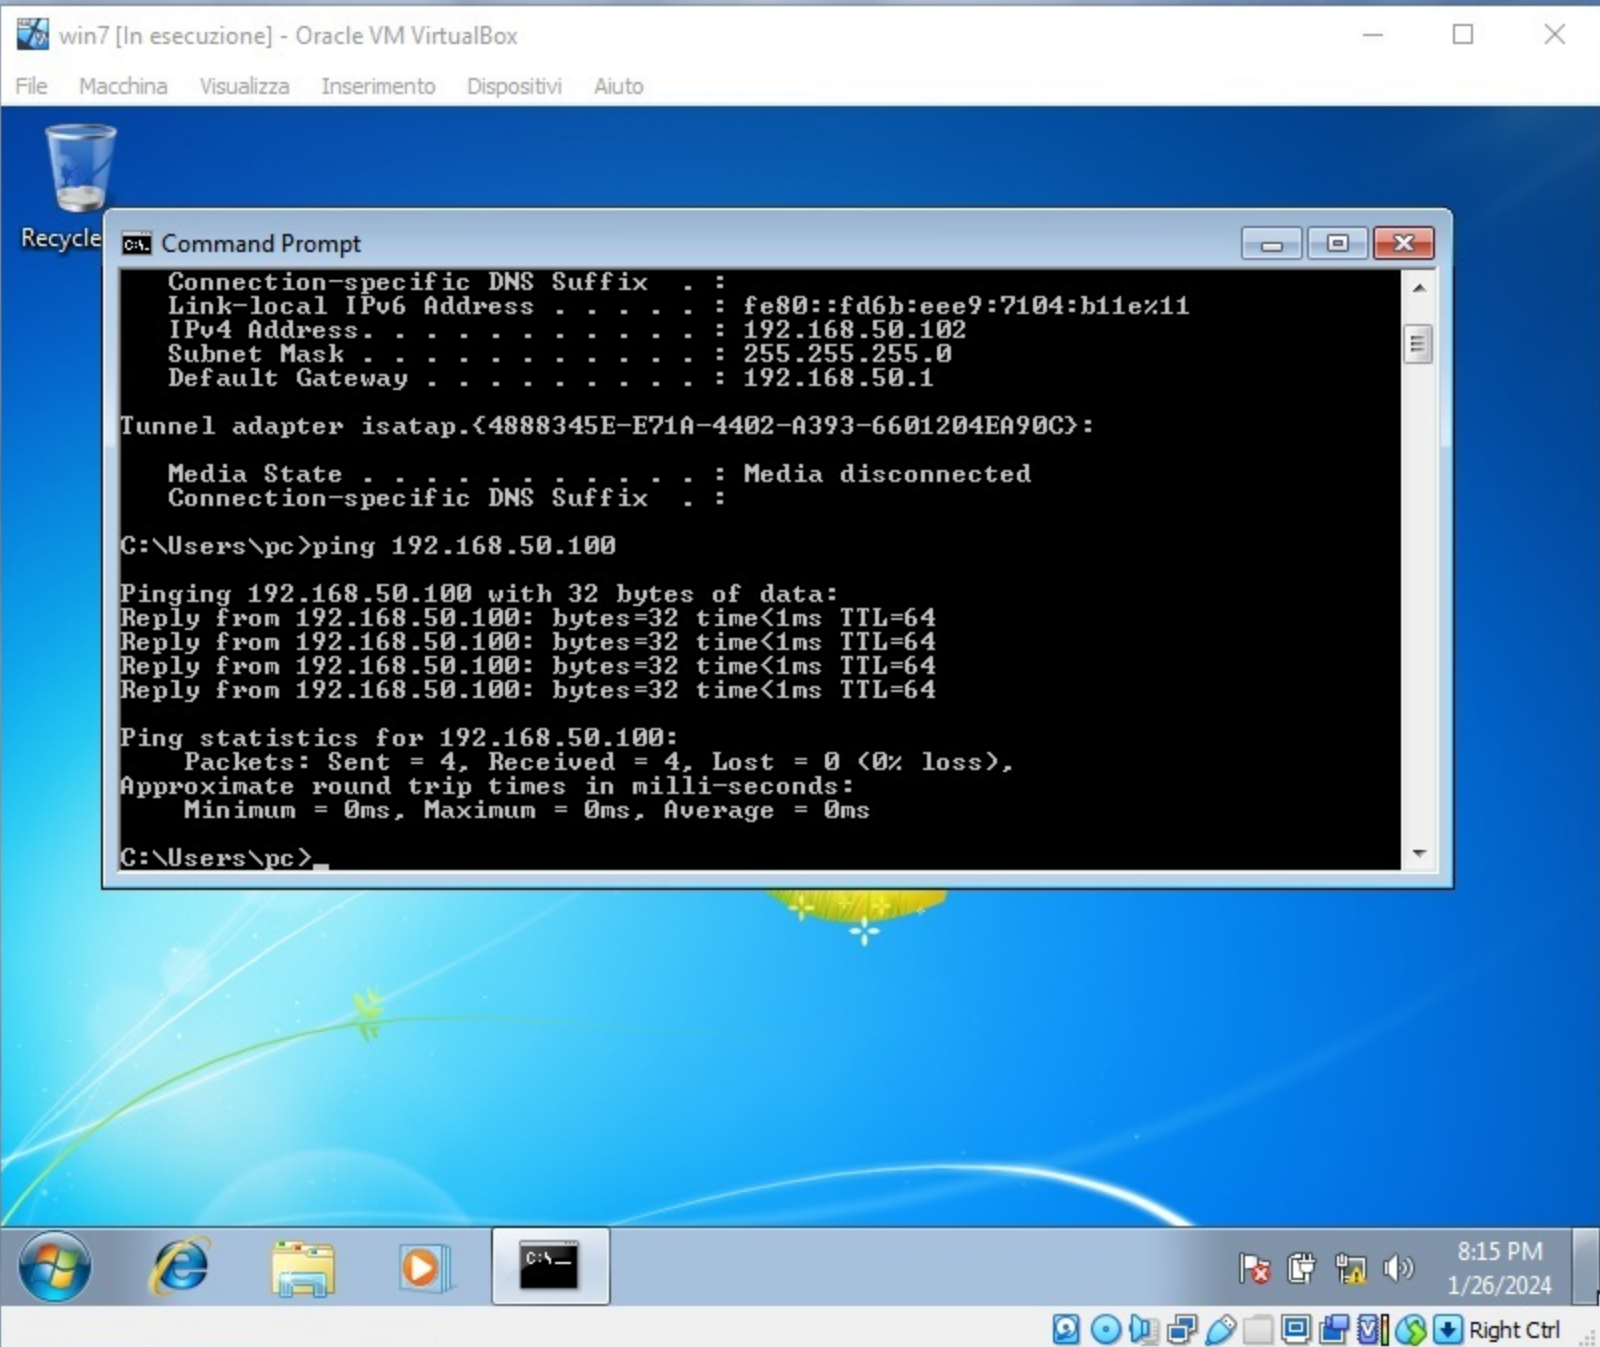 win7 [In esecuzione] - Oracle VM VirtualBox
File Macchina Visualizza Inserimento Dispositivi Aiuto
Recycle
Command Prompt
Connection-specific DNS Suffix  . :
Link-local IPv6 Address . . . . . : fe80::fd6b:eee9:7104:b11e%11
IPv4 Address. . . . . . . . . . . : 192.168.50.102
Subnet Mask . . . . . . . . . . . : 255.255.255.0
Default Gateway . . . . . . . . . : 192.168.50.1
Tunnel adapter isatap.{4888345E-E71A-4402-A393-6601204EA90C}:
Media State . . . . . . . . . . . : Media disconnected
Connection-specific DNS Suffix  . :
C:\Users\pc>ping 192.168.50.100
Pinging 192.168.50.100 with 32 bytes of data:
Reply from 192.168.50.100: bytes=32 time<1ms TTL=64
Reply from 192.168.50.100: bytes=32 time<1ms TTL=64
Reply from 192.168.50.100: bytes=32 time<1ms TTL=64
Reply from 192.168.50.100: bytes=32 time<1ms TTL=64
Ping statistics for 192.168.50.100:
Packets: Sent = 4, Received = 4, Lost = 0 (0% loss),
Approximate round trip times in milli-seconds:
Minimum = 0ms, Maximum = 0ms, Average = 0ms
C:\Users\pc>_
8:15 PM
1/26/2024
Right Ctrl